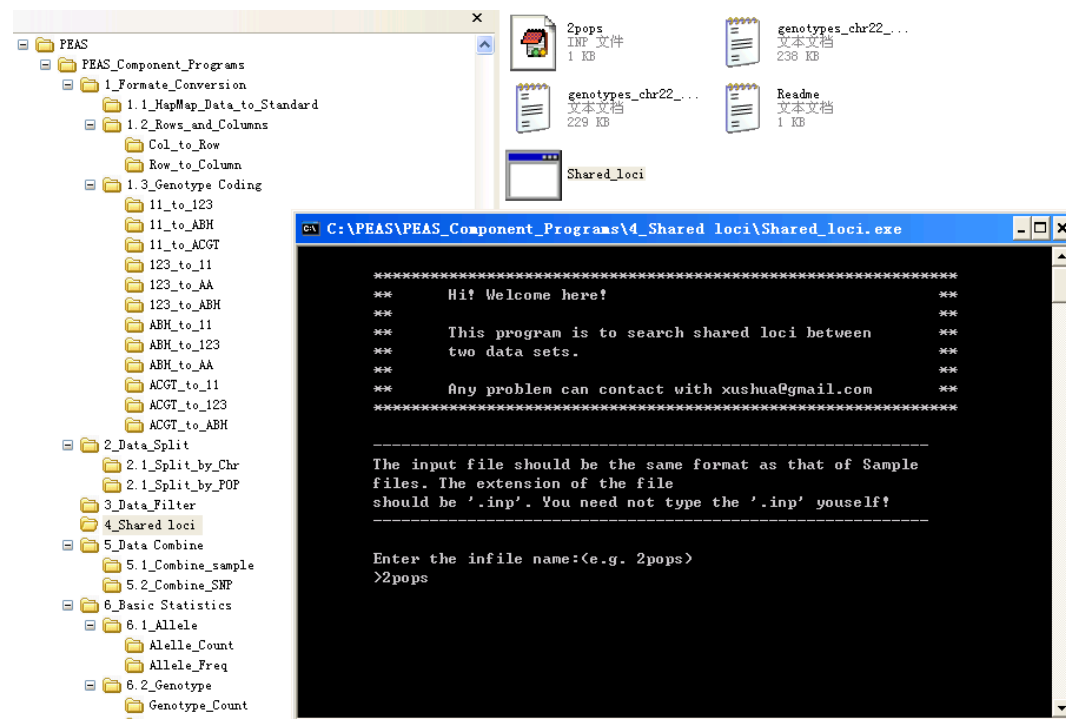 PEAS
PEAS_Component_Programs
1_Formate_Conversion
1.1_HapMap_Data_to_Standard
1.2_Rows_and_Columns
Col_to_Row
Row_to_Column
1.3_Genotype Coding
11_to_123
11_to_ABH
11_to_ACGT
123_to_11
123_to_AA
123_to_ABH
ABH_to_11
ABH_to_123
ABH_to_AA
ACGT_to_11
ACGT_to_123
ACGT_to_ABH
2_Data_Split
2.1_Split_by_Chr
2.1_Split_by_POP
3_Data_Filter
4_Shared loci
5_Data Combine
5.1_Combine_sample
5.2_Combine_SNP
6_Basic Statistics
6.1_Allele
Alelle_Count
Allele_Freq
6.2_Genotype
Genotype_Count
2pops
INP 文件
1 KB
genotypes_chr22_...
文本文档
238 KB
genotypes_chr22_...
文本文档
229 KB
Readme
文本文档
1 KB
Shared_loci
C:\PEAS\PEAS_Component_Programs\4_Shared loci\Shared_loci.exe
**************************************************************
** Hi! Welcome here! **
** **
** This program is to search shared loci between **
** two data sets. **
** **
** Any problem can contact with xushua@gmail.com **
**************************************************************
-----------------------------------------------------------
The input file should be the same format as that of Sample
files. The extension of the file
should be '.inp'. You need not type the '.inp' youself!
-----------------------------------------------------------
Enter the infile name:(e.g. 2pops)
>2pops